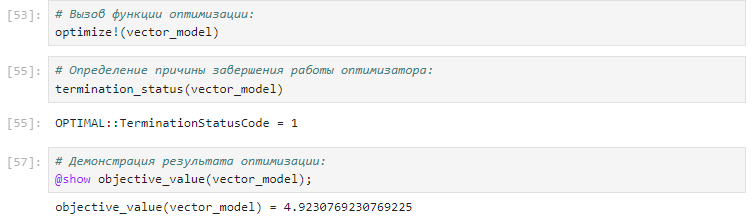 [53]: # Вызов функции оптимизации:
optimize!(vector_model)
[55]: # Определение причины завершения работы оптимизатора:
termination_status(vector_model)
[55]: OPTIMAL::TerminationStatusCode = 1
[57]: # Демонстрация результата оптимизации:
@show objective_value(vector_model);
objective_value(vector_model) = 4.9230769230769225